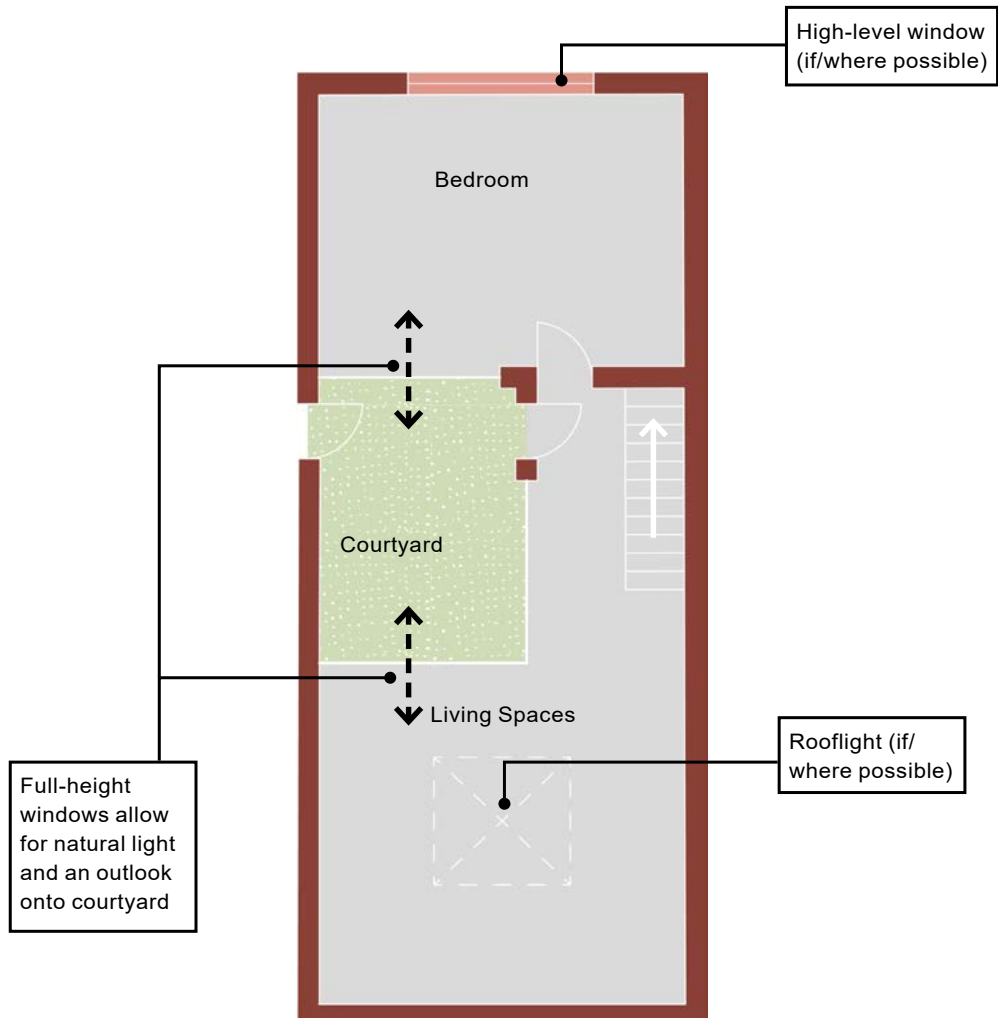 High-level window
(if/where possible)
Bedroom
Courtyard
Living Spaces
Rooflight (if/
where possible)
Full-height
windows allow
for natural light
and an outlook
onto courtyard